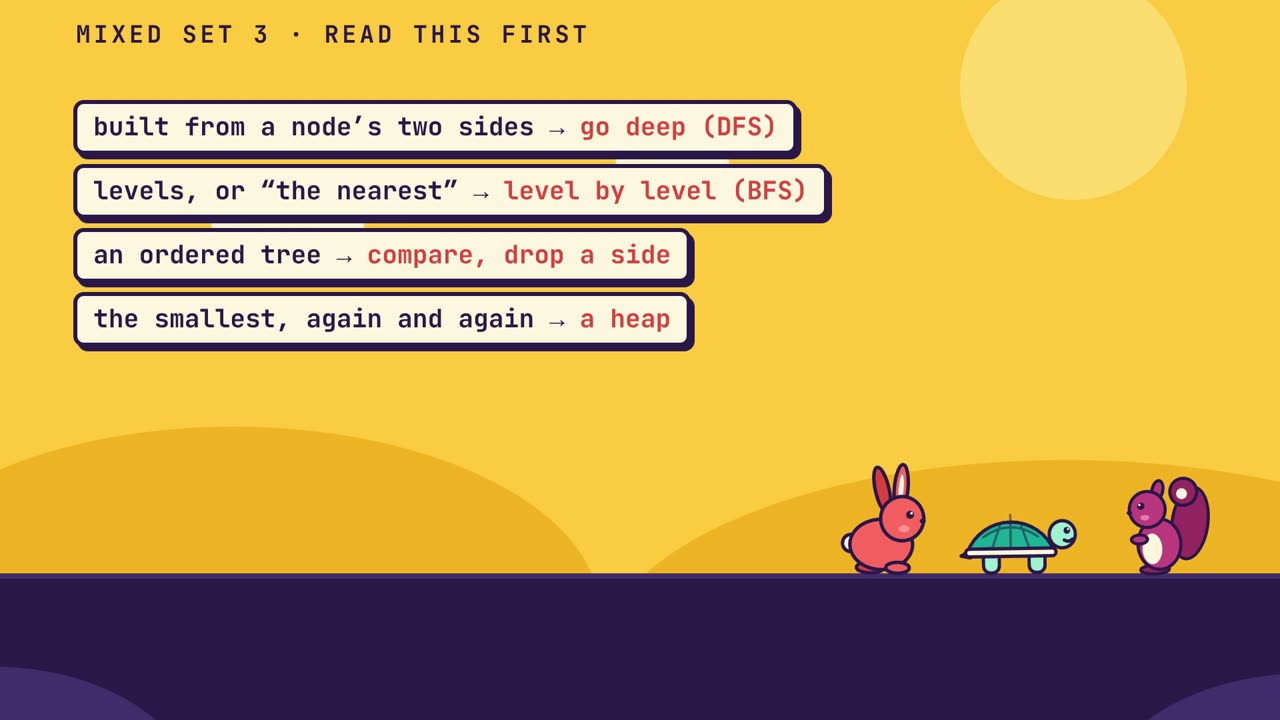 MIXED SET 3 · READ THIS FIRST
built from a node’s two sides → go deep (DFS)
levels, or “the nearest” → level by level (BFS)
an ordered tree → compare, drop a side
the smallest, again and again → a heap